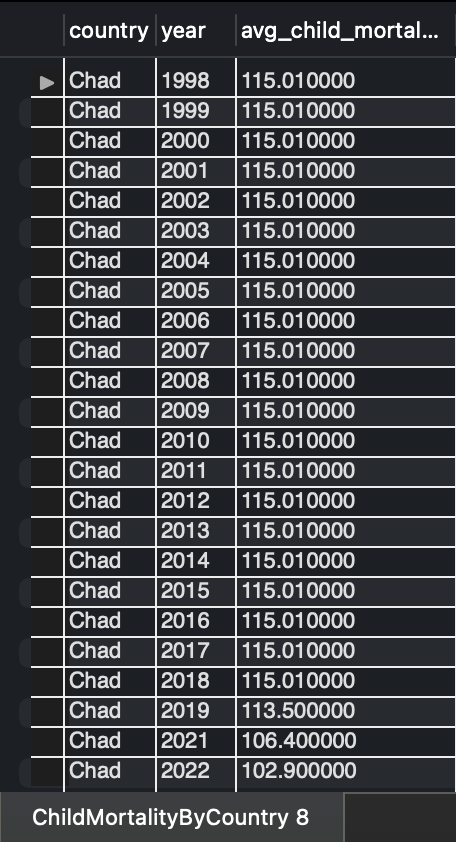 country year avg_child_mortal...
Chad 1998 115.010000
Chad 1999 115.010000
Chad 2000 115.010000
Chad 2001 115.010000
Chad 2002 115.010000
Chad 2003 115.010000
Chad 2004 115.010000
Chad 2005 115.010000
Chad 2006 115.010000
Chad 2007 115.010000
Chad 2008 115.010000
Chad 2009 115.010000
Chad 2010 115.010000
Chad 2011 115.010000
Chad 2012 115.010000
Chad 2013 115.010000
Chad 2014 115.010000
Chad 2015 115.010000
Chad 2016 115.010000
Chad 2017 115.010000
Chad 2018 115.010000
Chad 2019 113.500000
Chad 2021 106.400000
Chad 2022 102.900000
ChildMortalityByCountry 8